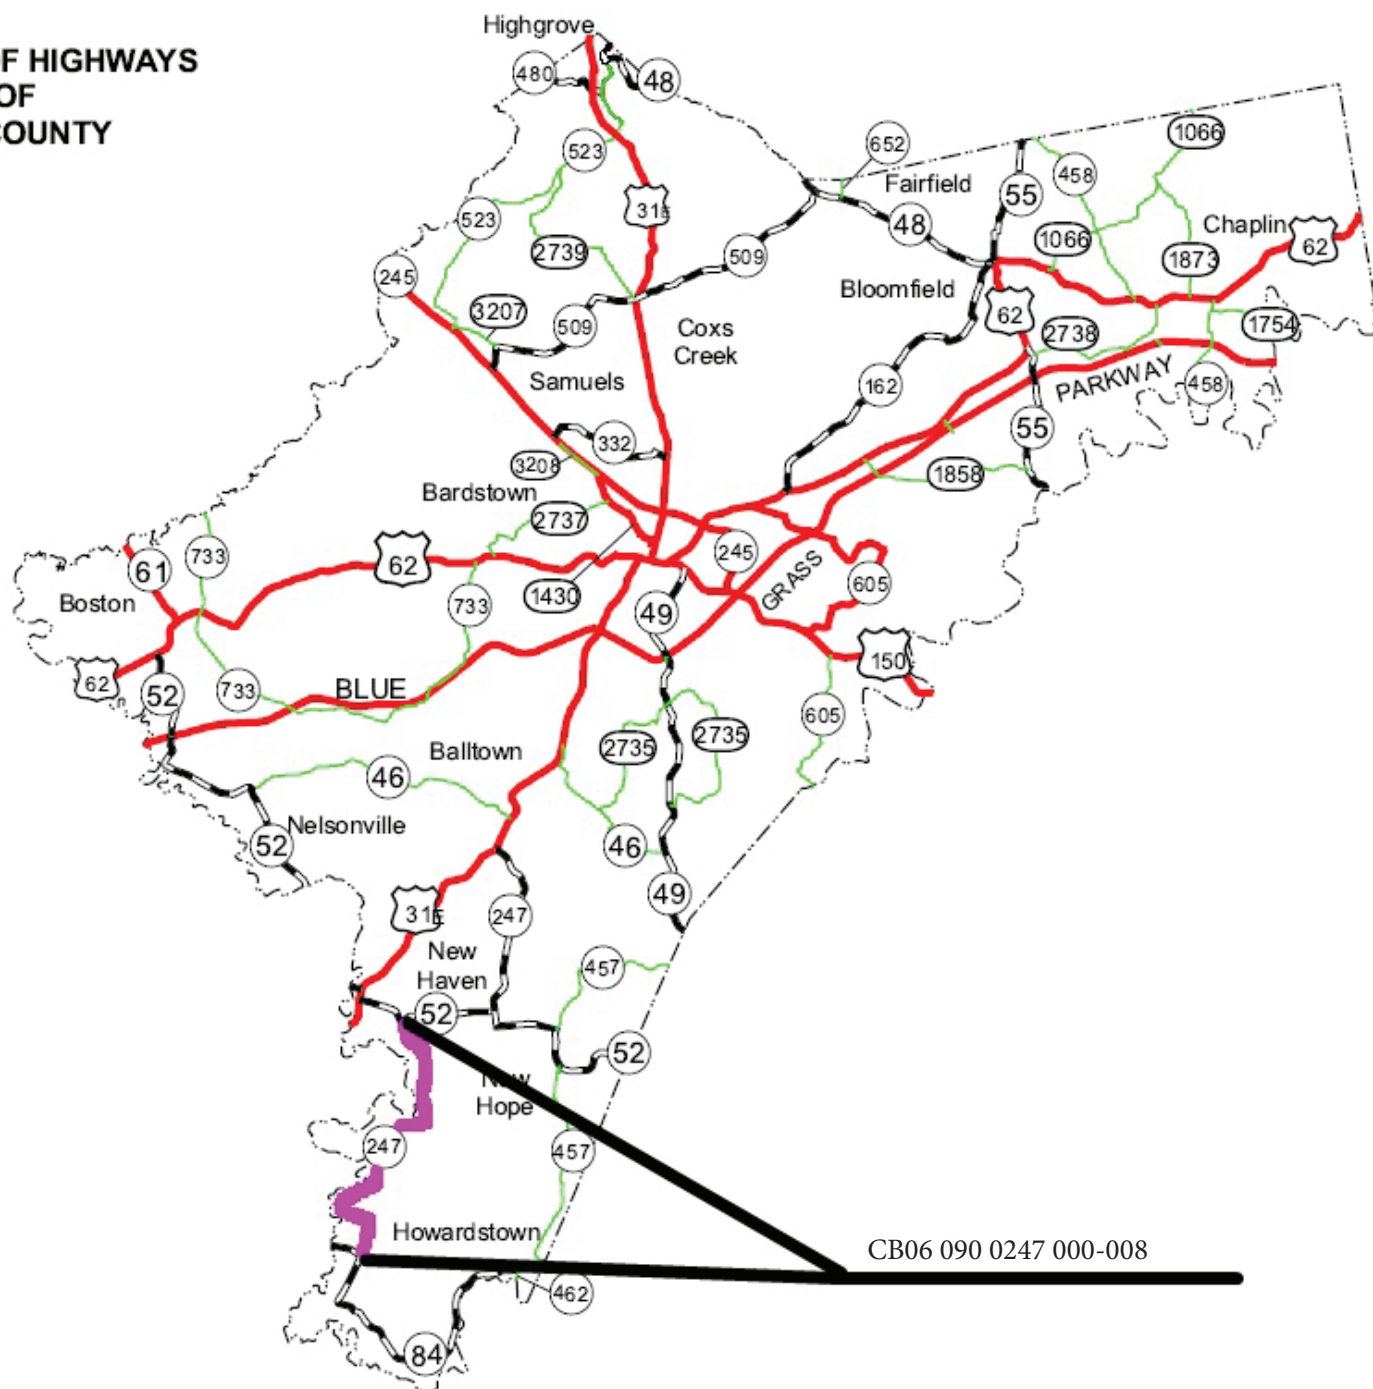 F HIGHWAYS
OF
COUNTY
Highgrove
480
48
523
652
1066
Fairfield
458
55
31E
523
48
Chaplin
62
2739
509
1066
1873
245
Bloomfield
3207
509
62
1754
Coxs
Creek
2738
Samuels
PARKWAY
458
162
332
55
3208
1858
Bardstown
2737
245
733
62
61
GRASS
605
Boston
1430
733
49
150
62
52
733
BLUE
605
2735
2735
Balltown
46
Nelsonville
52
46
49
31E
247
New
Haven
457
52
52
New
Hope
247
457
Howardstown
CB06 090 0247 000-008
462
84